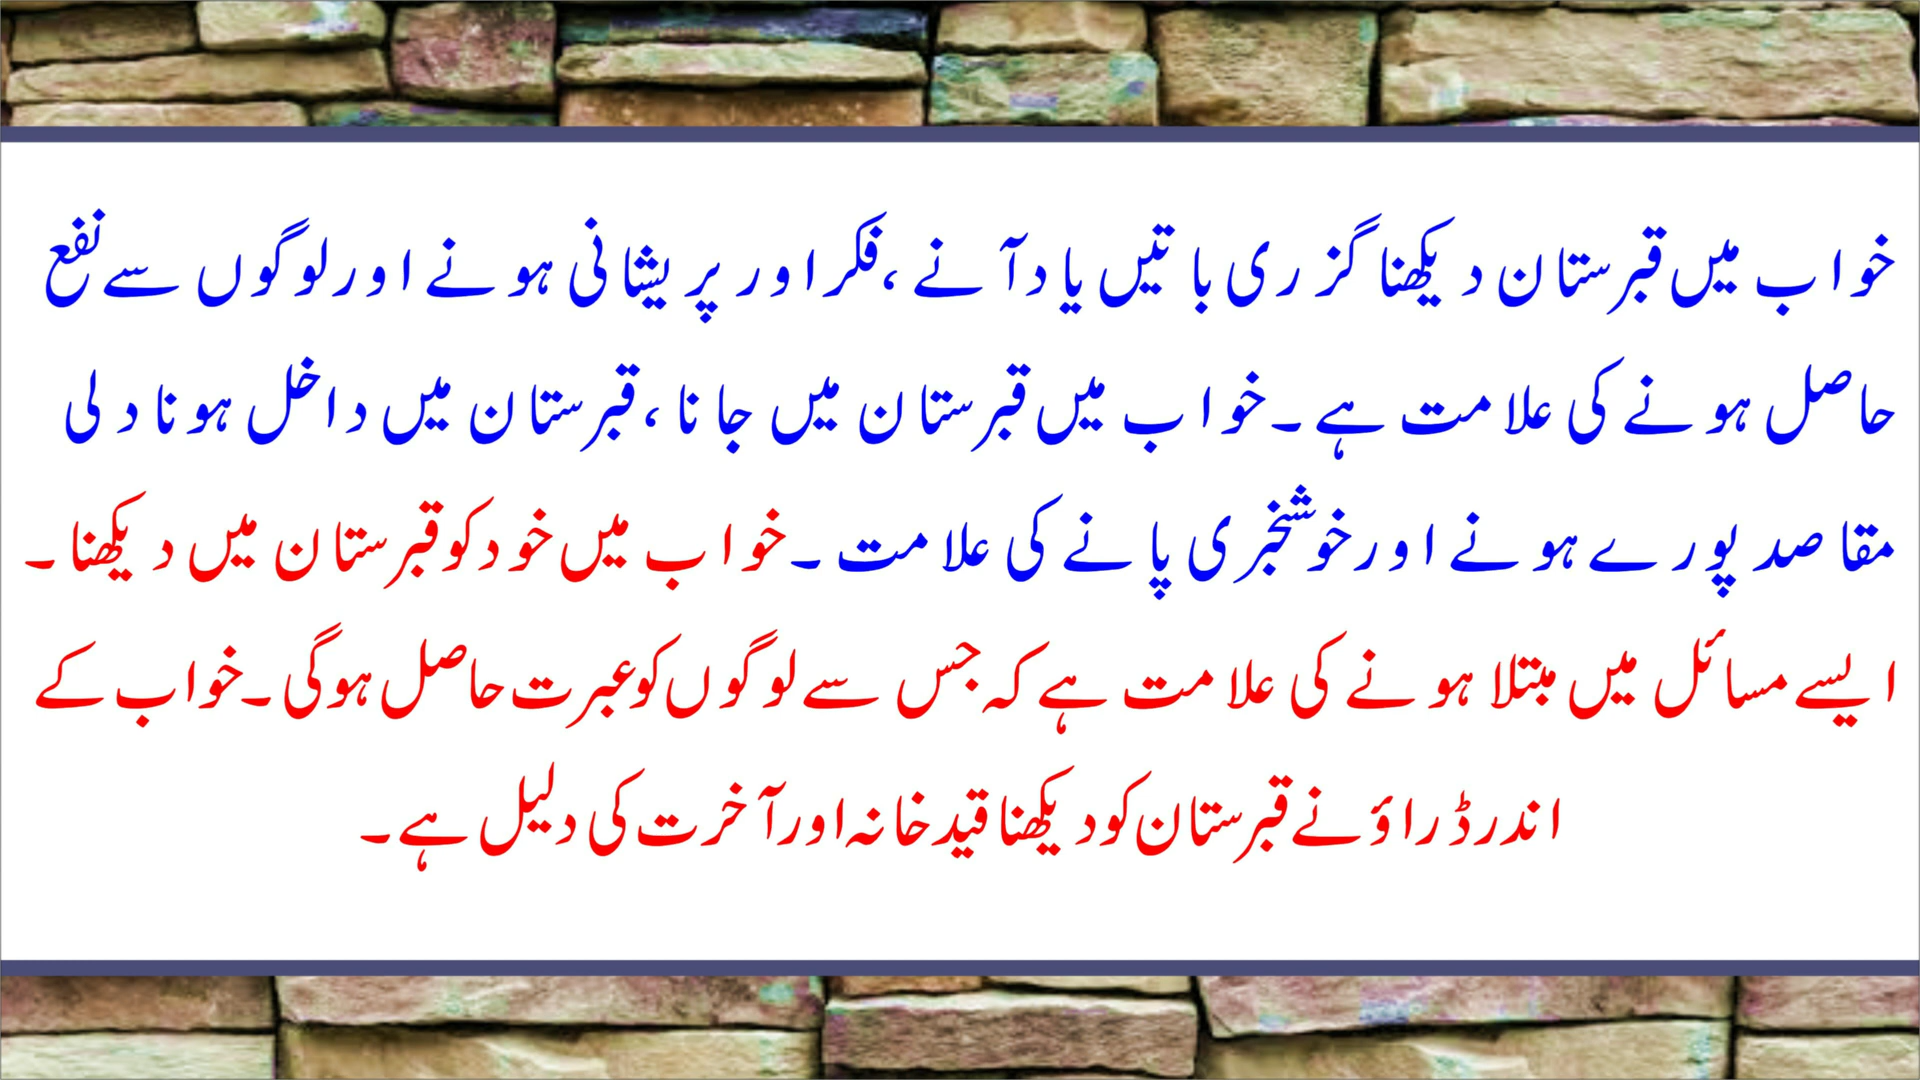 خواب میں قبرستان دیکھنا گزری باتیں یاد آنے ،فکر اور پریشانی ہونے اور لوگوں سے نفع
حاصل ہونے کی علامت ہے۔خواب میں قبرستان میں جانا ،قبرستان میں داخل ہونا دلی
مقاصد پورے ہونے اور خوشخبری پانے کی علامت ۔خواب میں خود کو قبرستان میں دیکھنا۔
ایسے مسائل میں مبتلا ہونے کی علامت ہے کہ جس سے لوگوں کو عبرت حاصل ہوگی۔خواب کے
اندر ڈراؤنے قبرستان کو دیکھنا قید خانہ اور آخرت کی دلیل ہے۔